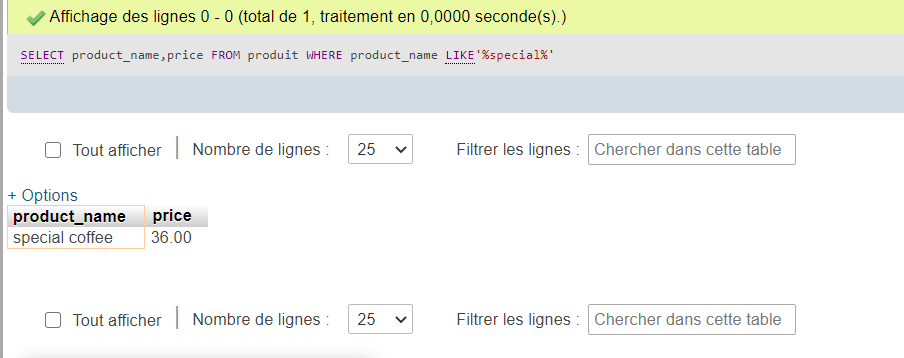 Affichage des lignes 0 - 0 (total de 1, traitement en 0,0000 seconde(s).)
SELECT product_name,price FROM produit WHERE product_name LIKE'%special%'
Tout afficher | Nombre de lignes : 25 Filtrer les lignes : Chercher dans cette table
+ Options
product_name price
special coffee 36.00
Tout afficher | Nombre de lignes : 25 Filtrer les lignes : Chercher dans cette table